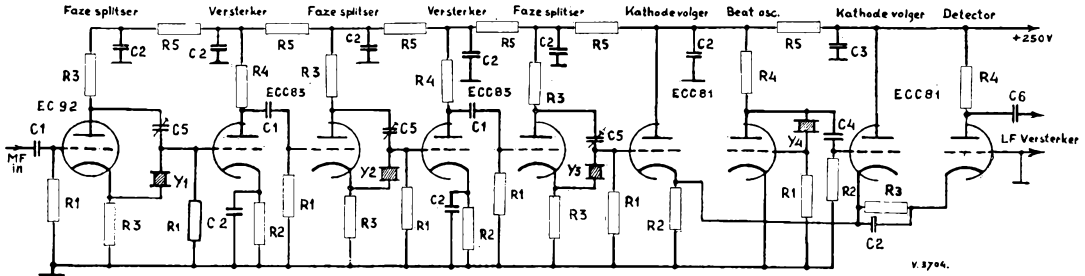 Faze splitser Versterker Faze splitser Versterker Faze splitser Kathode volger Beat osc. Kathode volger Detector
C2 R5 C2 R5 C2 R5 C2 R5 C2 R5 C2 R5 C3 +250V
R3 R4 R3 R4 R3 R4 R4
EC 92 ECC83 ECC83 ECC81 ECC81
C1 C5 C1 C5 C1 C5 Y4 C4 C6
MF in LF Versterker
Y1 Y2 Y3
R1 R3 R1 C2 R2 R1 R3 R1 C2 R2 R1 R3 R1 R2 R1 R2 R3 C2
V. 3704.